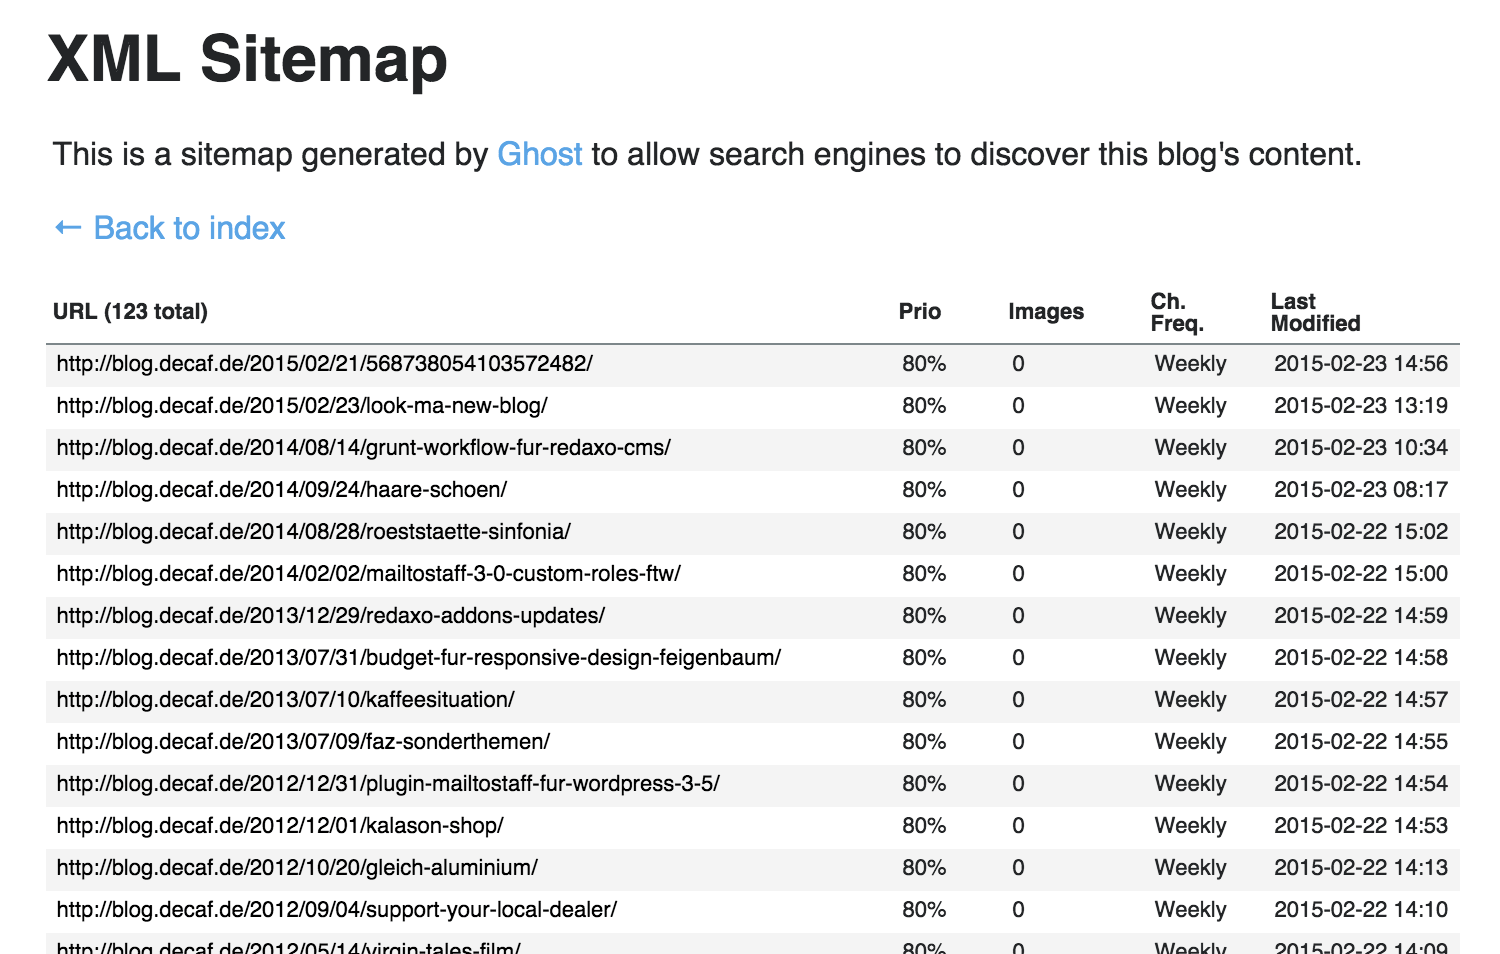 XML Sitemap
This is a sitemap generated by Ghost to allow search engines to discover this blog's content.
← Back to index
URL (123 total) Prio Images Ch. Freq. Last Modified
http://blog.decaf.de/2015/02/21/568738054103572482/ 80% 0 Weekly 2015-02-23 14:56
http://blog.decaf.de/2015/02/23/look-ma-new-blog/ 80% 0 Weekly 2015-02-23 13:19
http://blog.decaf.de/2014/08/14/grunt-workflow-fur-redaxo-cms/ 80% 0 Weekly 2015-02-23 10:34
http://blog.decaf.de/2014/09/24/haare-schoen/ 80% 0 Weekly 2015-02-23 08:17
http://blog.decaf.de/2014/08/28/roeststaette-sinfonia/ 80% 0 Weekly 2015-02-22 15:02
http://blog.decaf.de/2014/02/02/mailtostaff-3-0-custom-roles-ftw/ 80% 0 Weekly 2015-02-22 15:00
http://blog.decaf.de/2013/12/29/redaxo-addons-updates/ 80% 0 Weekly 2015-02-22 14:59
http://blog.decaf.de/2013/07/31/budget-fur-responsive-design-feigenbaum/ 80% 0 Weekly 2015-02-22 14:58
http://blog.decaf.de/2013/07/10/kaffeesituation/ 80% 0 Weekly 2015-02-22 14:57
http://blog.decaf.de/2013/07/09/faz-sonderthemen/ 80% 0 Weekly 2015-02-22 14:55
http://blog.decaf.de/2012/12/31/plugin-mailtostaff-fur-wordpress-3-5/ 80% 0 Weekly 2015-02-22 14:54
http://blog.decaf.de/2012/12/01/kalason-shop/ 80% 0 Weekly 2015-02-22 14:53
http://blog.decaf.de/2012/10/20/gleich-aluminium/ 80% 0 Weekly 2015-02-22 14:13
http://blog.decaf.de/2012/09/04/support-your-local-dealer/ 80% 0 Weekly 2015-02-22 14:10
http://blog.decaf.de/2012/05/14/virgin-tales-film/ 80% 0 Weekly 2015-02-22 14:09